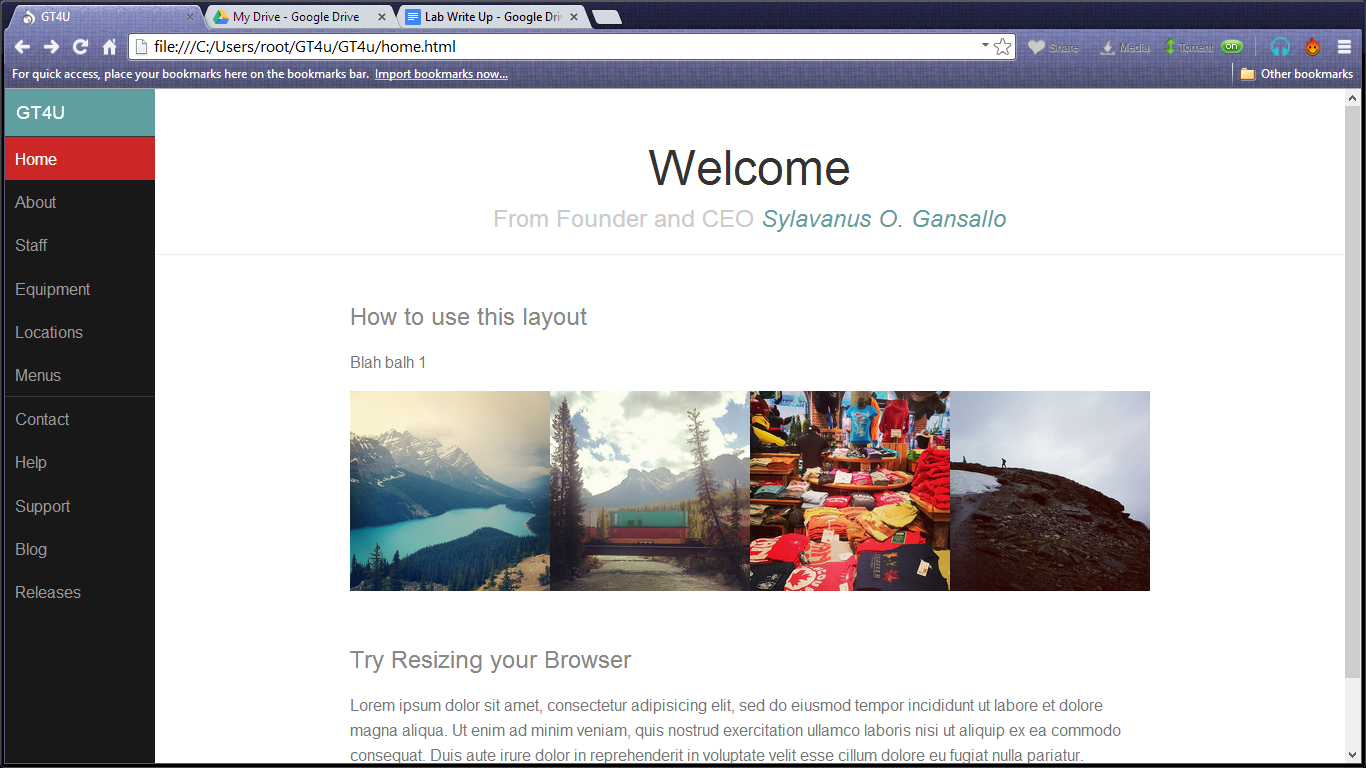 GT4U
My Drive - Google Drive
Lab Write Up - Google Dri
file:///C:/Users/root/GT4u/GT4u/home.html
Share
Media
Torrent
on
For quick access, place your bookmarks here on the bookmarks bar. Import bookmarks now...
Other bookmarks
GT4U
Home
About
Staff
Equipment
Locations
Menus
Contact
Help
Support
Blog
Releases
Welcome
From Founder and CEO Sylavanus O. Gansallo
How to use this layout
Blah balh 1
Try Resizing your Browser
Lorem ipsum dolor sit amet, consectetur adipisicing elit, sed do eiusmod tempor incididunt ut labore et dolore
magna aliqua. Ut enim ad minim veniam, quis nostrud exercitation ullamco laboris nisi ut aliquip ex ea commodo
consequat. Duis aute irure dolor in reprehenderit in voluptate velit esse cillum dolore eu fugiat nulla pariatur.